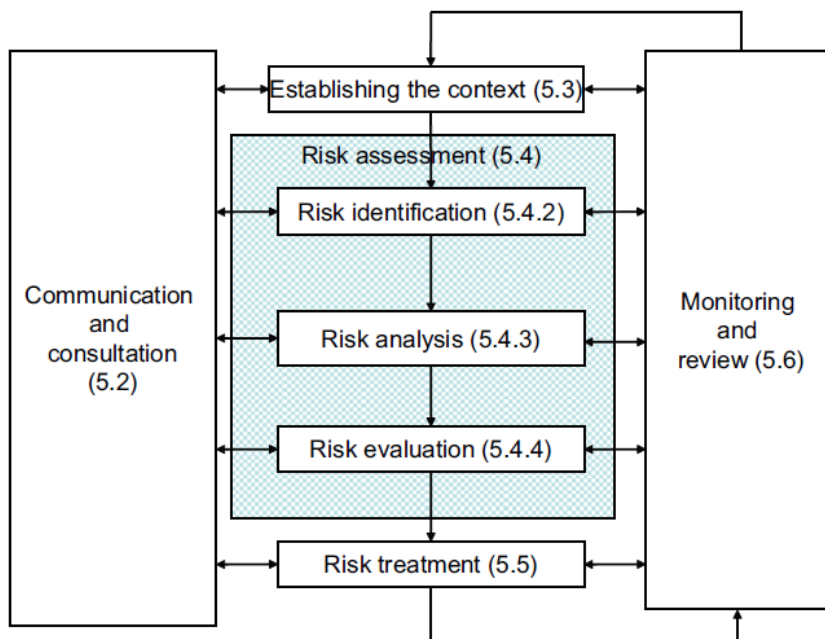 Establishing the context (5.3)
Risk assessment (5.4)
Risk identification (5.4.2)
Communication
and
consultation
(5.2)
Risk analysis (5.4.3)
Monitoring
and
review (5.6)
Risk evaluation (5.4.4)
Risk treatment (5.5)